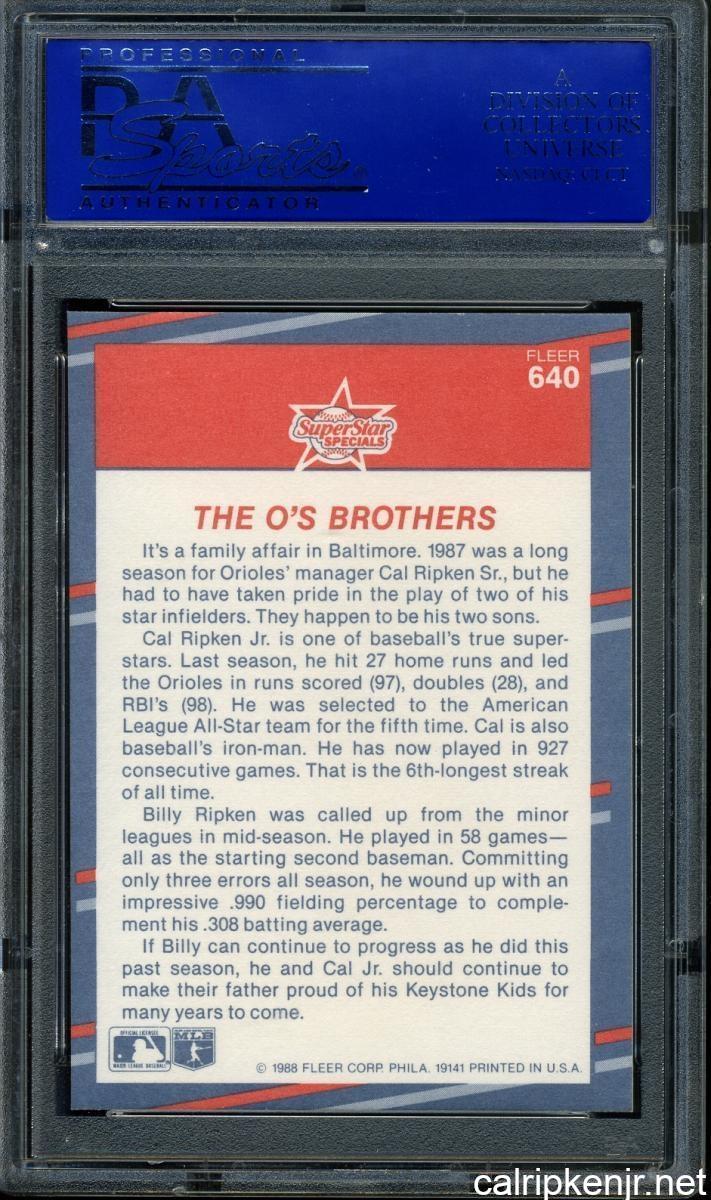 PROFESSIONAL
PSA
Sports®
AUTHENTICATOR
A
DIVISION OF
COLLECTORS
UNIVERSE
NASDAQ: CLCT
FLEER
640
SuperStar
SPECIALS
THE O'S BROTHERS
It's a family affair in Baltimore. 1987 was a long
season for Orioles' manager Cal Ripken Sr., but he
had to have taken pride in the play of two of his
star infielders. They happen to be his two sons.
Cal Ripken Jr. is one of baseball's true super-
stars. Last season, he hit 27 home runs and led
the Orioles in runs scored (97), doubles (28), and
RBI's (98). He was selected to the American
League All-Star team for the fifth time. Cal is also
baseball's iron-man. He has now played in 927
consecutive games. That is the 6th-longest streak
of all time.
Billy Ripken was called up from the minor
leagues in mid-season. He played in 58 games—
all as the starting second baseman. Committing
only three errors all season, he wound up with an
impressive .990 fielding percentage to comple-
ment his .308 batting average.
If Billy can continue to progress as he did this
past season, he and Cal Jr. should continue to
make their father proud of his Keystone Kids for
many years to come.
OFFICIAL LICENSEE
MAJOR LEAGUE BASEBALL
MLB
© 1988 FLEER CORP. PHILA. 19141 PRINTED IN U.S.A.
calripkenjr.net